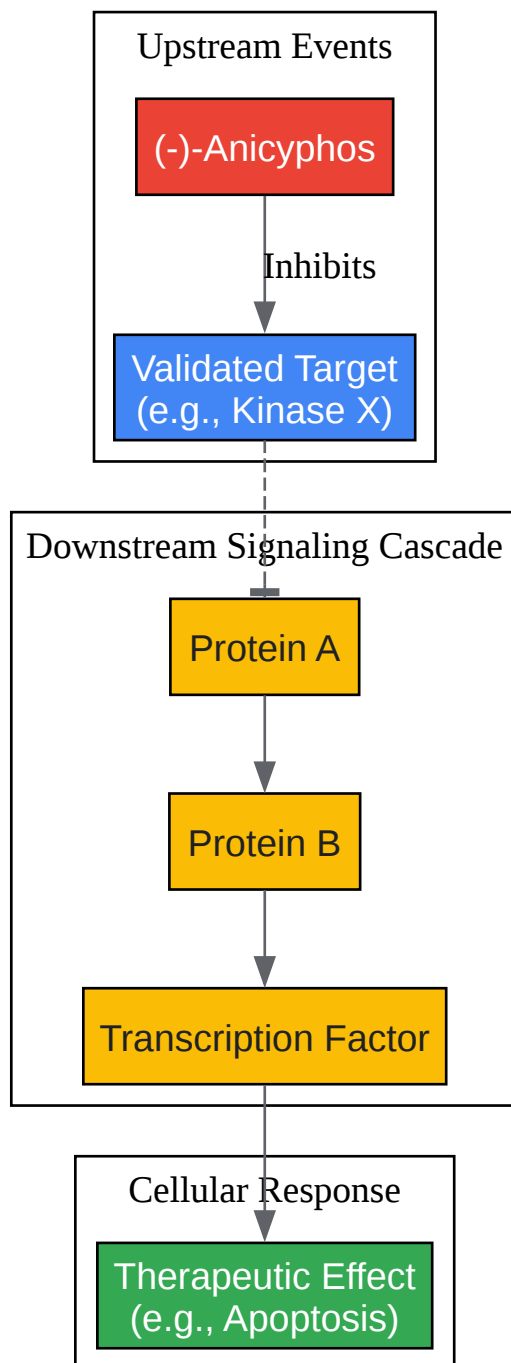 Upstream Events
(-)-Anicyphos
Inhibits
Validated Target
(e.g., Kinase X)
Downstream Signaling Cascade
Protein A
Protein B
Transcription Factor
Cellular Response
Therapeutic Effect
(e.g., Apoptosis)